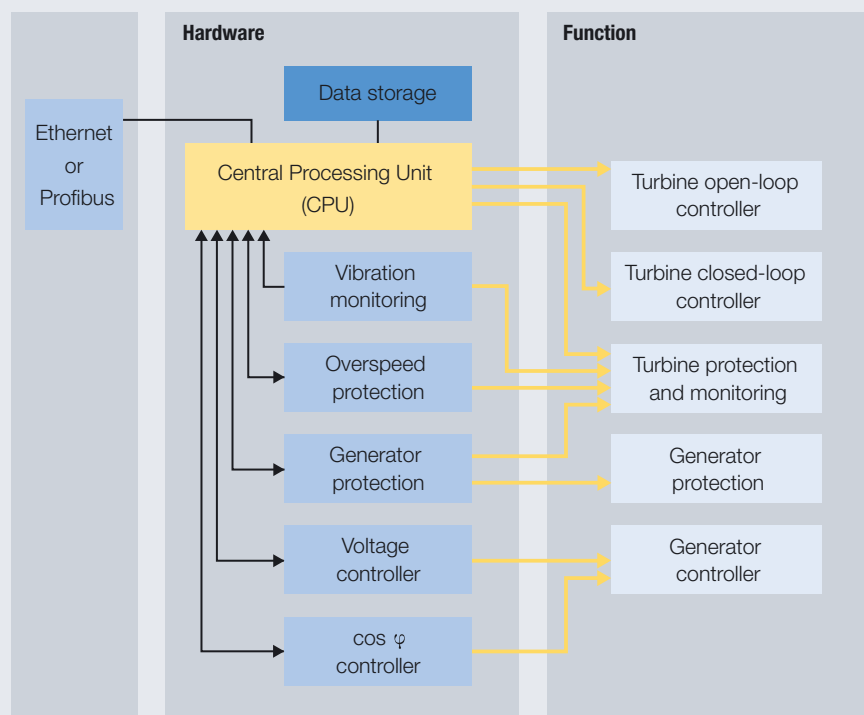 Hardware
Function
Ethernet
or
Profibus
Data storage
Central Processing Unit
(CPU)
Vibration
monitoring
Overspeed
protection
Generator
protection
Voltage
controller
cos φ
controller
Turbine open-loop
controller
Turbine closed-loop
controller
Turbine protection
and monitoring
Generator
protection
Generator
controller